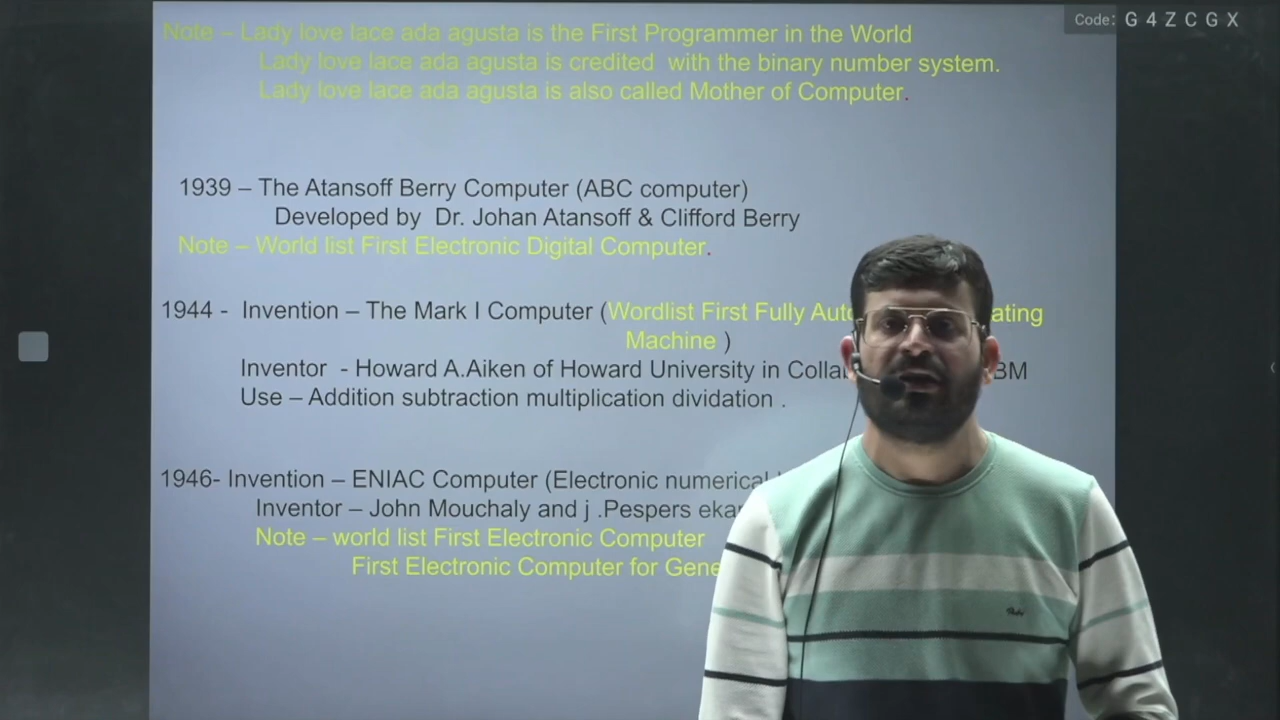 Code: G4ZCGX
Note – Lady love lace ada agusta is the First Programmer in the World
Lady love lace ada agusta is credited with the binary number system.
Lady love lace ada agusta is also called Mother of Computer.
1939 – The Atansoff Berry Computer (ABC computer)
Developed by Dr. Johan Atansoff & Clifford Berry
Note – World list First Electronic Digital Computer.
1944 - Invention – The Mark I Computer (Wordlist First Fully
Machine )
Inventor - Howard A.Aiken of Howard University in
Use – Addition subtraction multiplication dividation .
1946- Invention – ENIAC Computer (Electronic numerical
Inventor – John Mouchaly and j .Pespers
Note – world list First Electronic Computer
First Electronic Computer for